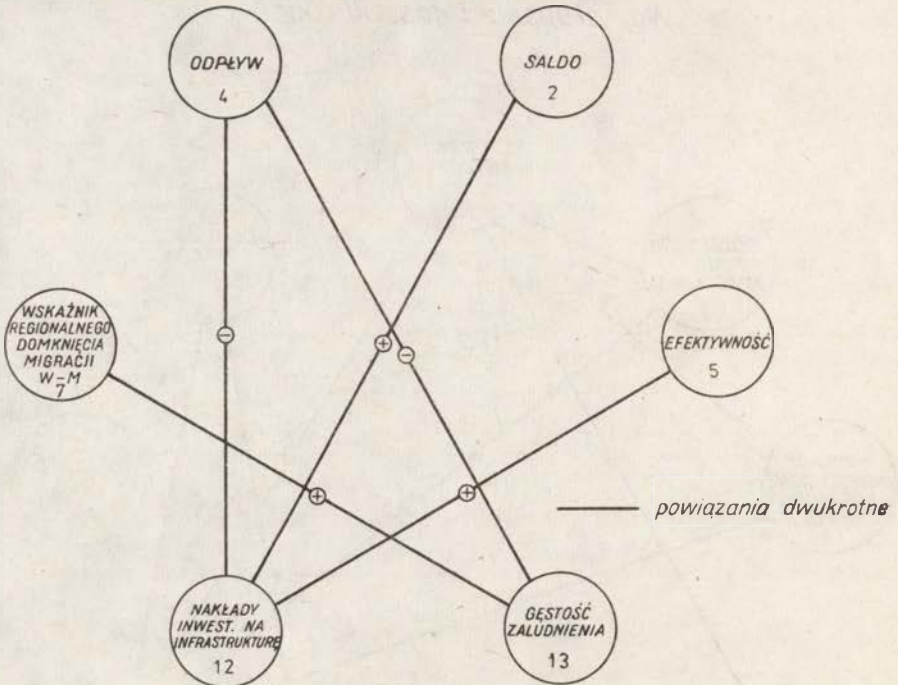 ODPŁYW
4
SALDO
2
WSKAŹNIK
REGIONALNEGO
DOMKNIĘCIA
MIGRACJI
W-M
7
EFEKTYWNOŚĆ
5
powiązania dwukrotne
NAKŁADY
INWEST. NA
INFRASTRUKTURĘ
12
GĘSTOŚĆ
ZALUDNIENIA
13